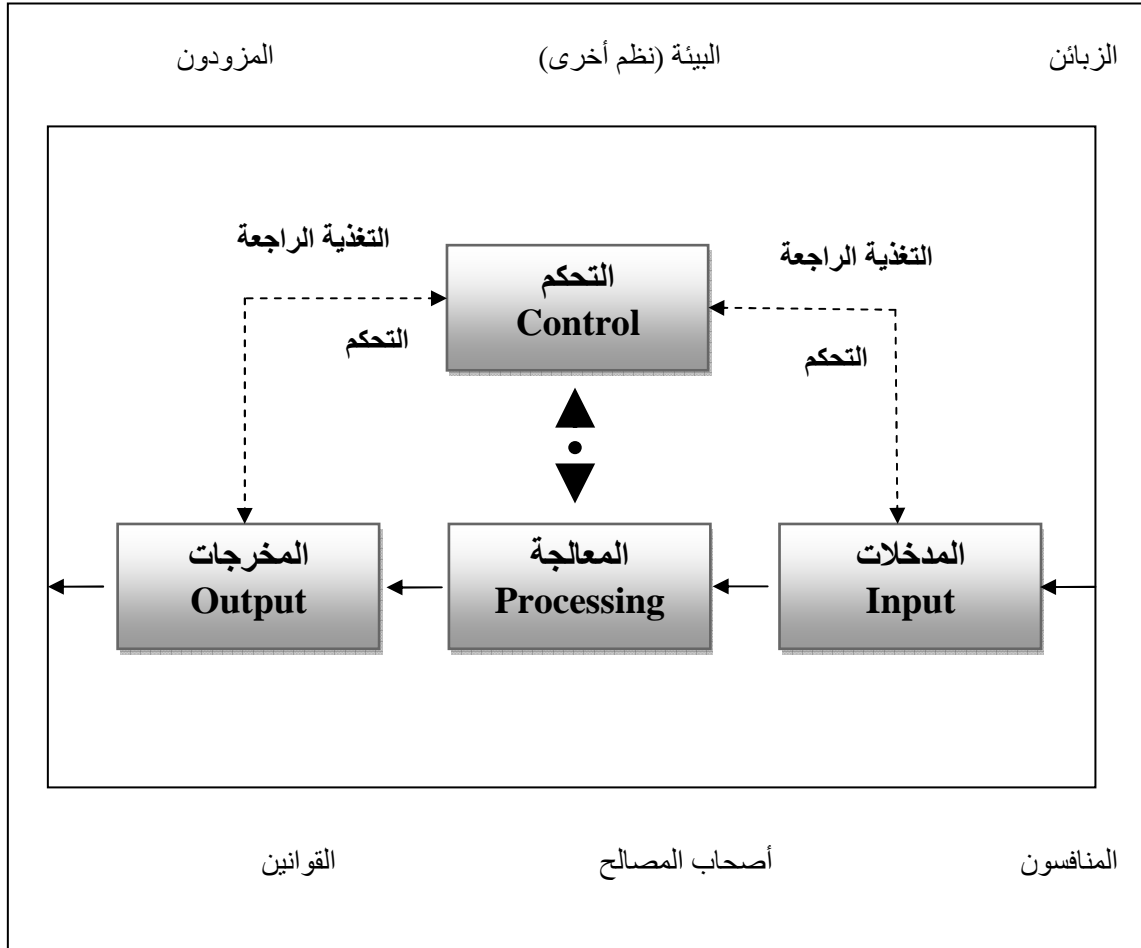 الزبائن
البيئة (نظم أخرى)
المزودون
التغذية الراجعة
التغذية الراجعة
التحكم
Control
التحكم
التحكم
المدخلات
Input
المعالجة
Processing
المخرجات
Output
المنافسون
أصحاب المصالح
القوانين